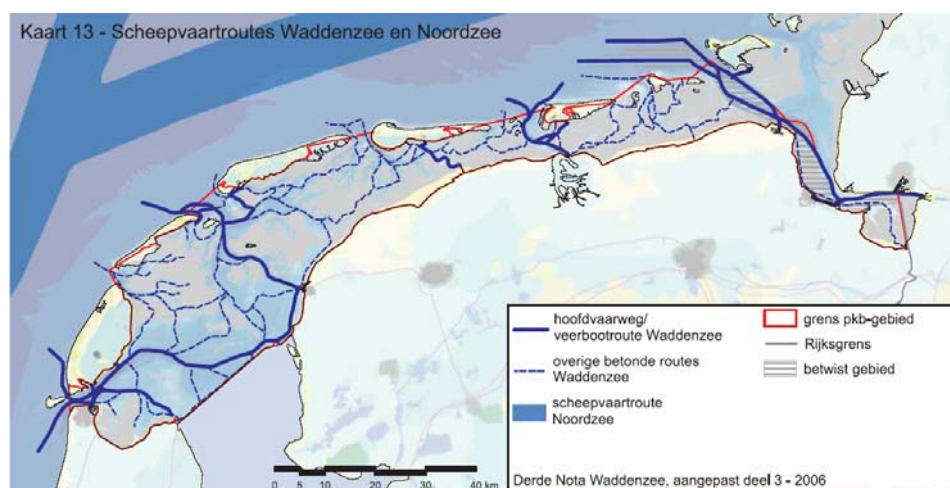 Kaart 13 - Scheepvaartroutes Waddenzee en Noordzee
hoofdvaarweg/
veerbootroute Waddenzee
overige betonde routes
Waddenzee
scheepvaartroute
Noordzee
grens pkb-gebied
Rijksgrens
betwist gebied
0 5 10 20 30 40 km
Derde Nota Waddenzee, aangepast deel 3 - 2006